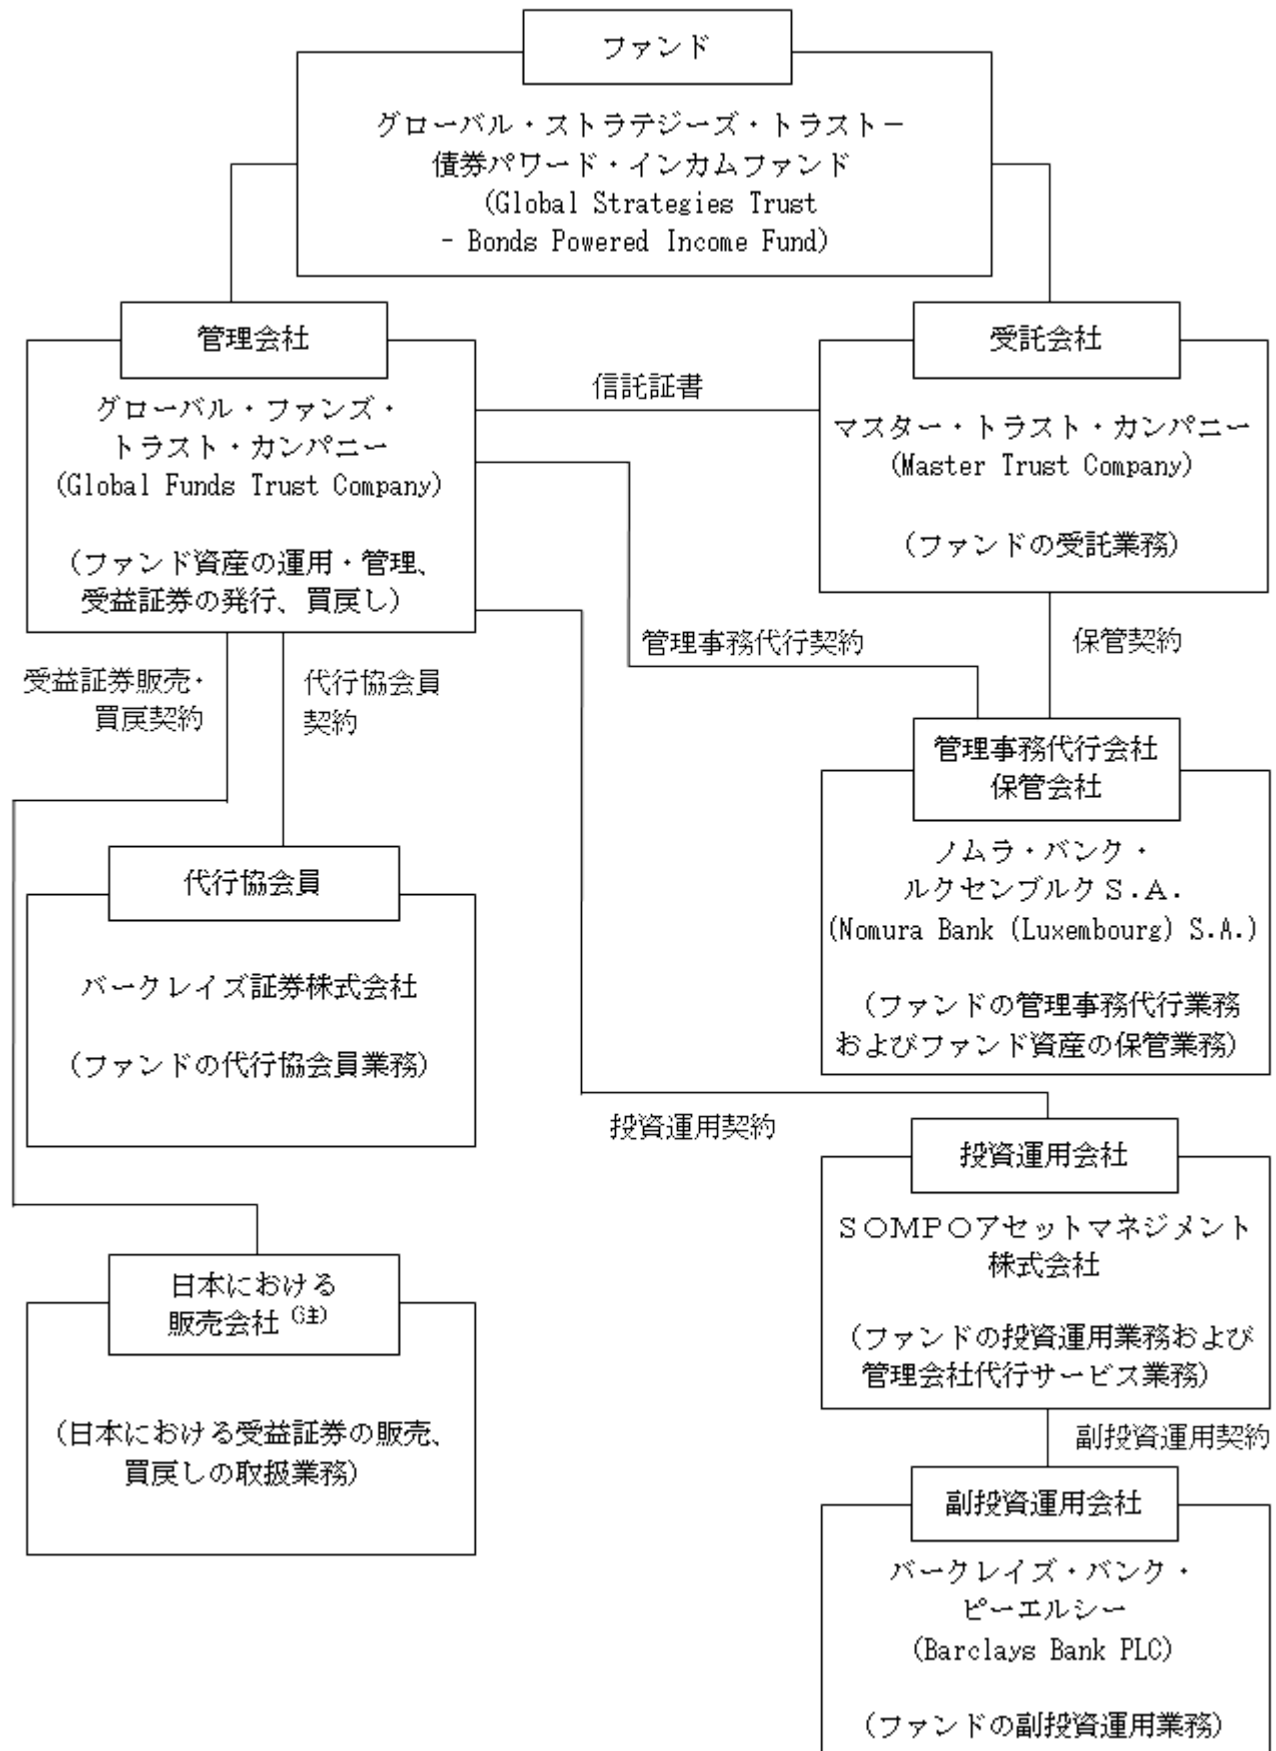 ファンド
グローバル・ストラテジーズ・トラスト－
債券パワード・インカムファンド
(Global Strategies Trust
- Bonds Powered Income Fund)
管理会社
グローバル・ファンズ・
トラスト・カンパニー
(Global Funds Trust Company)
(ファンド資産の運用・管理、
受益証券の発行、買戻し)
信託証書
受託会社
マスター・トラスト・カンパニー
(Master Trust Company)
(ファンドの受託業務)
受益証券販売・
買戻契約
代行協会員
契約
管理事務代行契約
保管契約
管理事務代行会社
保管会社
ノムラ・バンク・
ルクセンブルクＳ.Ａ.
(Nomura Bank (Luxembourg) S.A.)
(ファンドの管理事務代行業務
およびファンド資産の保管業務)
代行協会員
バークレイズ証券株式会社
(ファンドの代行協会員業務)
投資運用契約
投資運用会社
ＳＯＭＰＯアセットマネジメント
株式会社
(ファンドの投資運用業務および
管理会社代行サービス業務)
日本における
販売会社(注)
(日本における受益証券の販売、
買戻しの取扱業務)
副投資運用契約
副投資運用会社
バークレイズ・バンク・
ピーエルシー
(Barclays Bank PLC)
(ファンドの副投資運用業務)